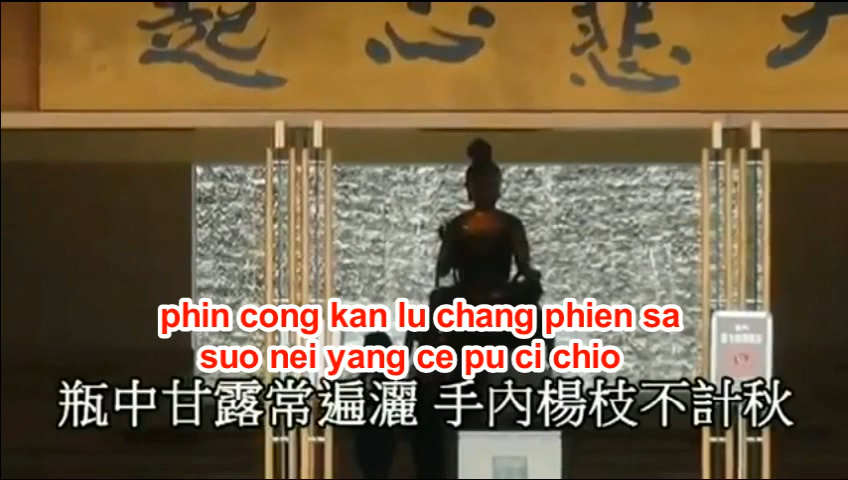 起心悲大
phin cong kan lu chang phien sa
suo nei yang ce pu ci chio
瓶中甘露常遍灑 手內楊枝不計秋